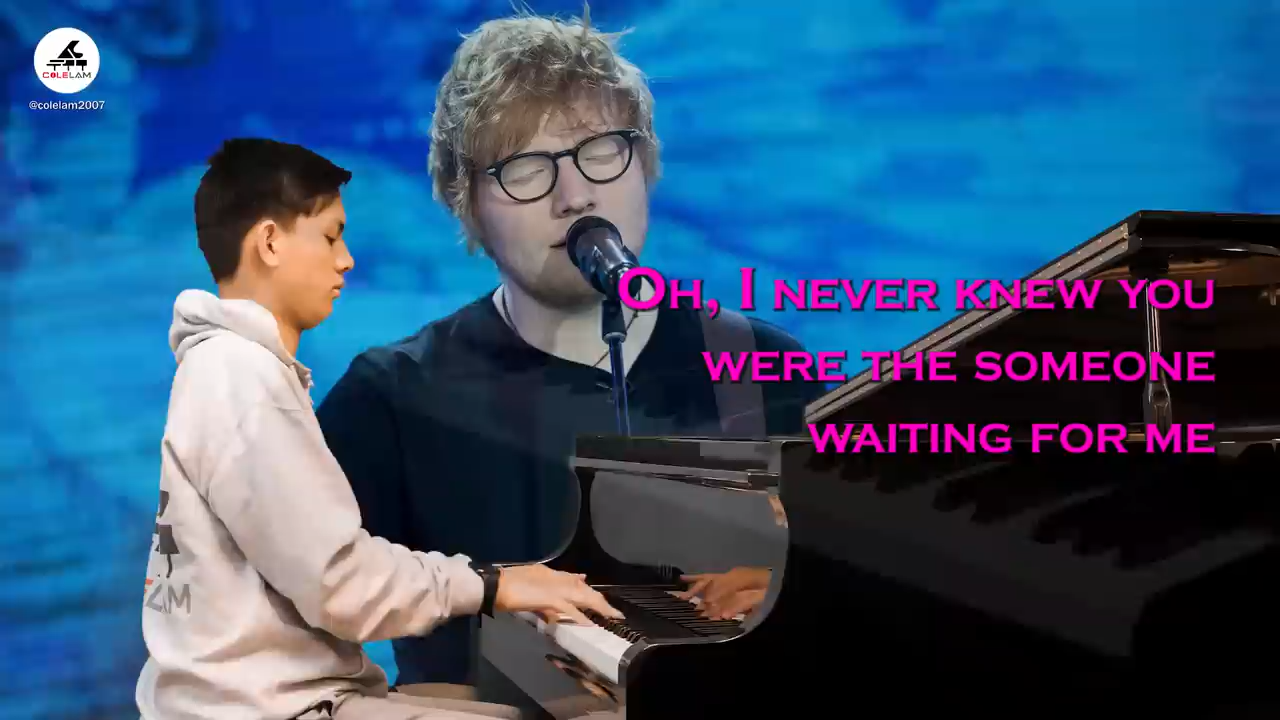 COLELAM
@colelam2007
OH, I NEVER KNEW YOU
WERE THE SOMEONE
WAITING FOR ME